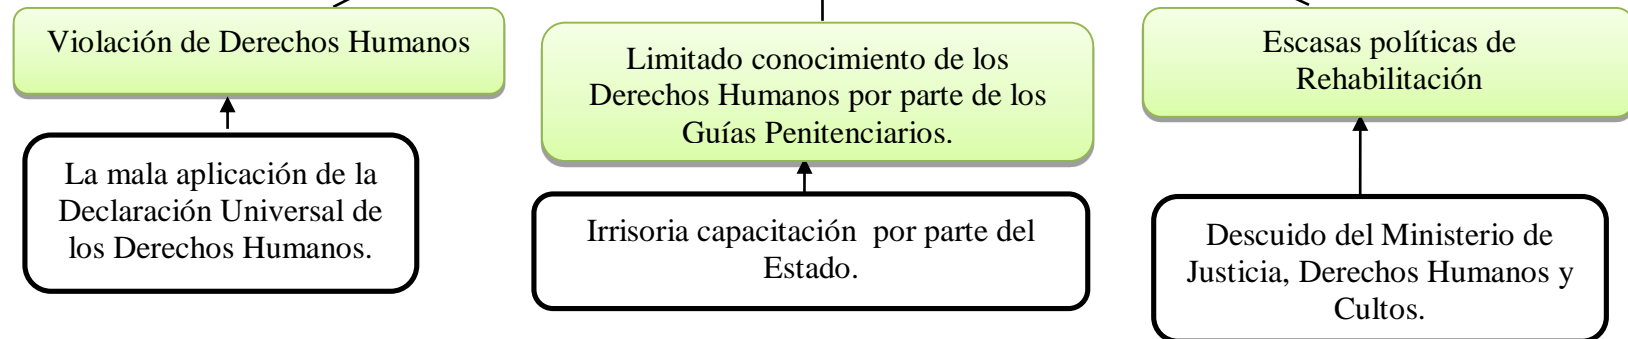 Violación de Derechos Humanos
La mala aplicación de la
Declaración Universal de
los Derechos Humanos.
Limitado conocimiento de los
Derechos Humanos por parte de los
Guías Penitenciarios.
Irrisoria capacitación  por parte del
Estado.
Escasas políticas de
Rehabilitación
Descuido del Ministerio de
Justicia, Derechos Humanos y
Cultos.